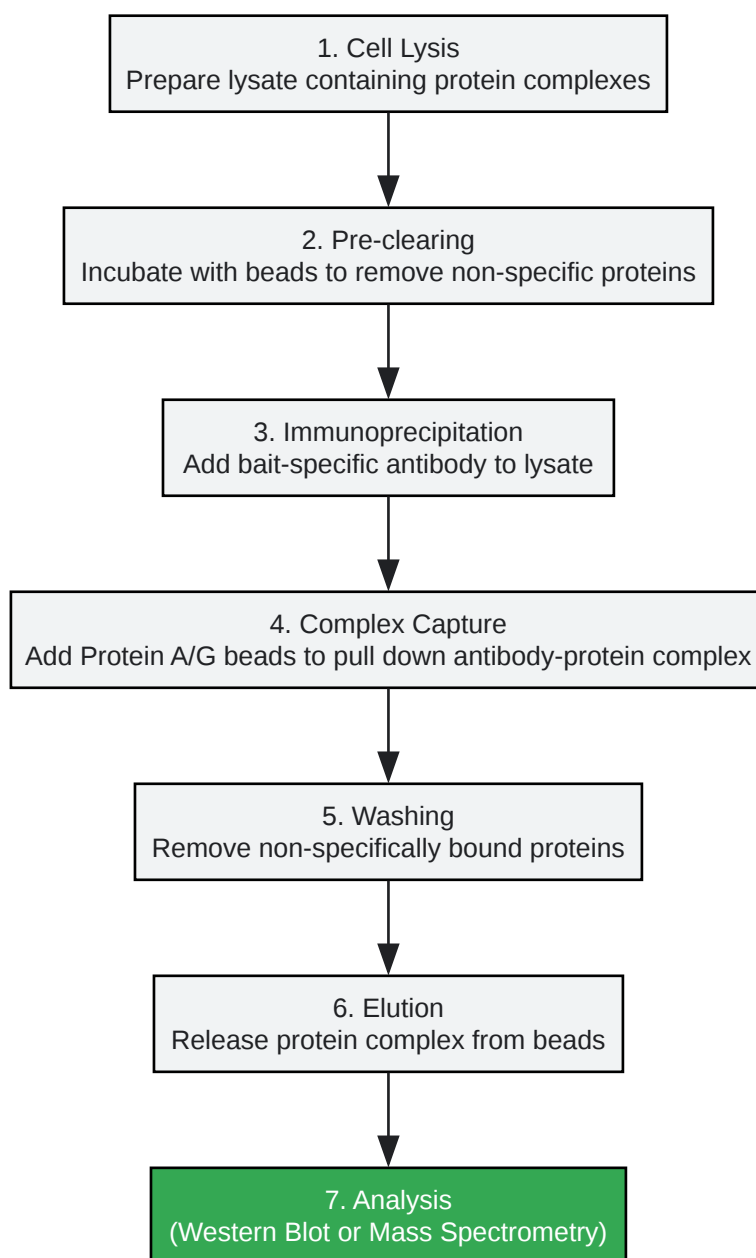 1. Cell Lysis
Prepare lysate containing protein complexes
2. Pre-clearing
Incubate with beads to remove non-specific proteins
3. Immunoprecipitation
Add bait-specific antibody to lysate
4. Complex Capture
Add Protein A/G beads to pull down antibody-protein complex
5. Washing
Remove non-specifically bound proteins
6. Elution
Release protein complex from beads
7. Analysis
(Western Blot or Mass Spectrometry)